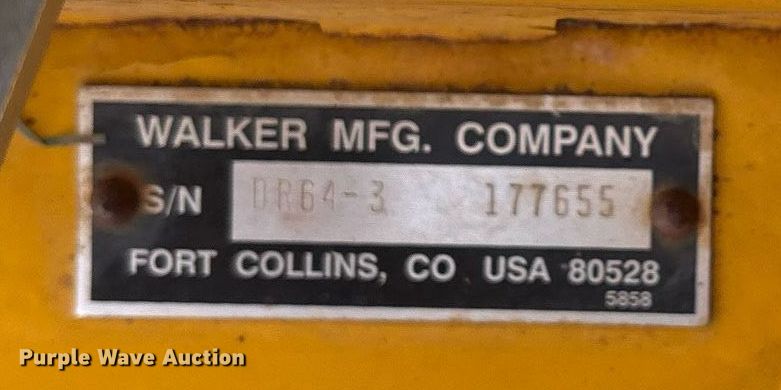 WALKER MFG. COMPANY
S/N DR64-3 177655
FORT COLLINS, CO USA 80528
5858
Purple Wave Auction